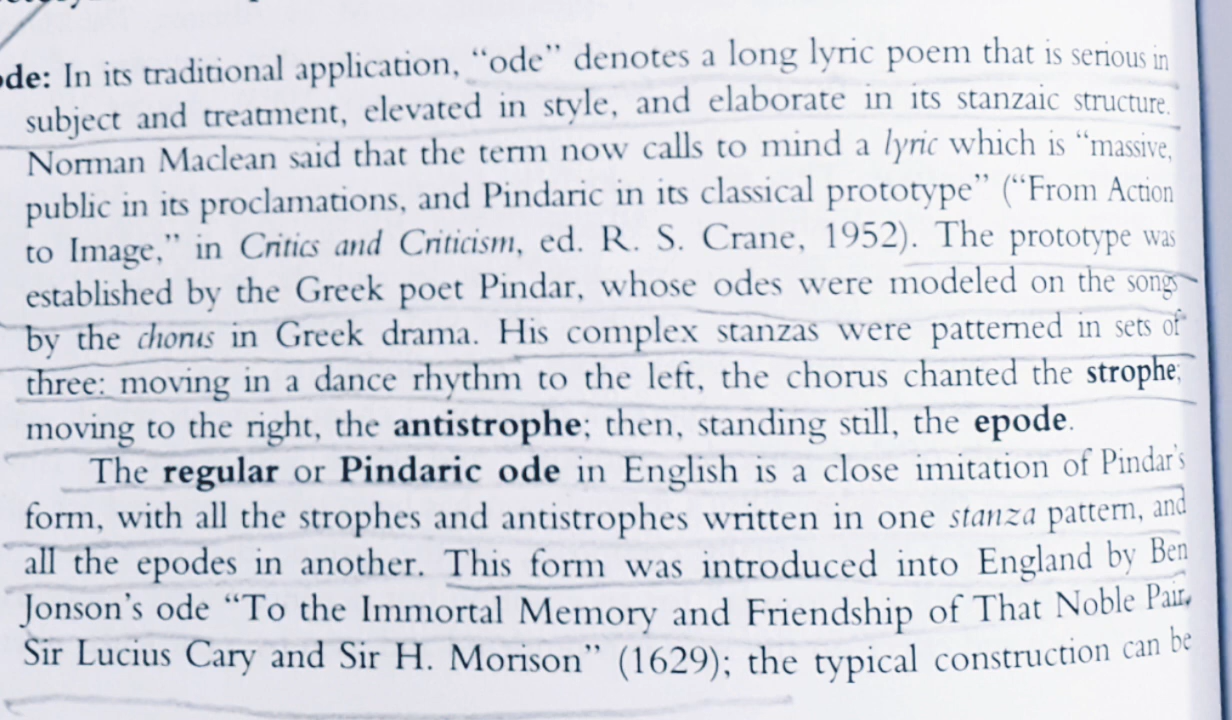 de: In its traditional application, “ode” denotes a long lyric poem that is serious in
subject and treatment, elevated in style, and elaborate in its stanzaic structure.
Norman Maclean said that the term now calls to mind a lyric which is “massive,
public in its proclamations, and Pindaric in its classical prototype” (“From Action
to Image,” in Critics and Criticism, ed. R. S. Crane, 1952). The prototype was
established by the Greek poet Pindar, whose odes were modeled on the songs
by the chorus in Greek drama. His complex stanzas were patterned in sets of
three: moving in a dance rhythm to the left, the chorus chanted the strophe;
moving to the right, the antistrophe; then, standing still, the epode.
The regular or Pindaric ode in English is a close imitation of Pindar’s
form, with all the strophes and antistrophes written in one stanza pattern, and
all the epodes in another. This form was introduced into England by Ben
Jonson’s ode “To the Immortal Memory and Friendship of That Noble Pair,
Sir Lucius Cary and Sir H. Morison” (1629); the typical construction can be